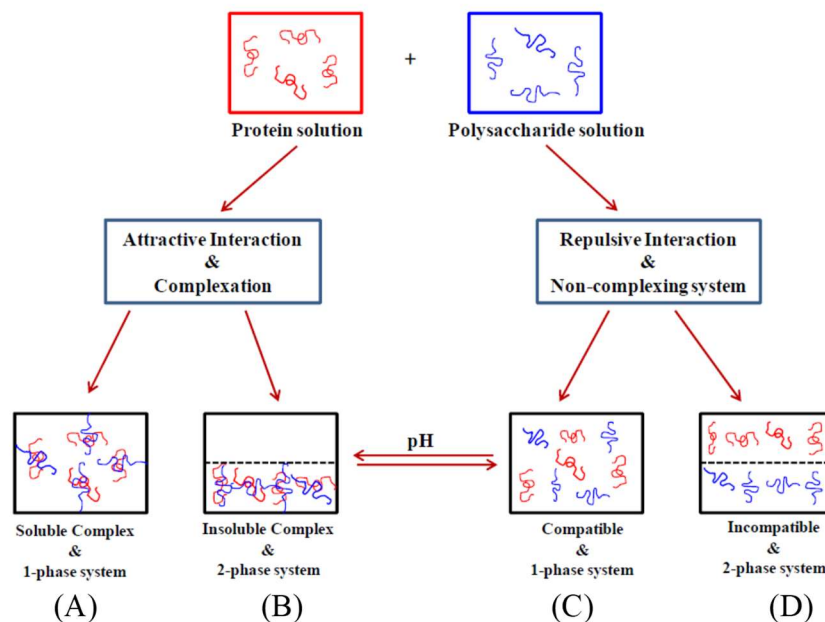 +
Protein solution
Polysaccharide solution
Attractive Interaction
&
Complexation
Repulsive Interaction
&
Non-complexing system
pH
Soluble Complex
&
1-phase system
Insoluble Complex
&
2-phase system
Compatible
&
1-phase system
Incompatible
&
2-phase system
(A)
(B)
(C)
(D)